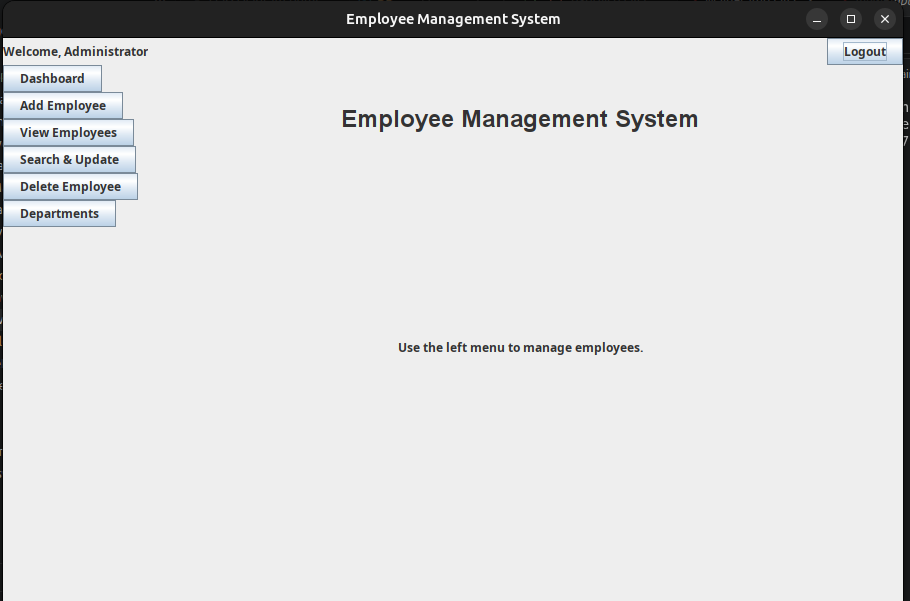 Employee Management System
Welcome, Administrator
Logout
Dashboard
Add Employee
Employee Management System
View Employees
Search & Update
Delete Employee
Departments
Use the left menu to manage employees.